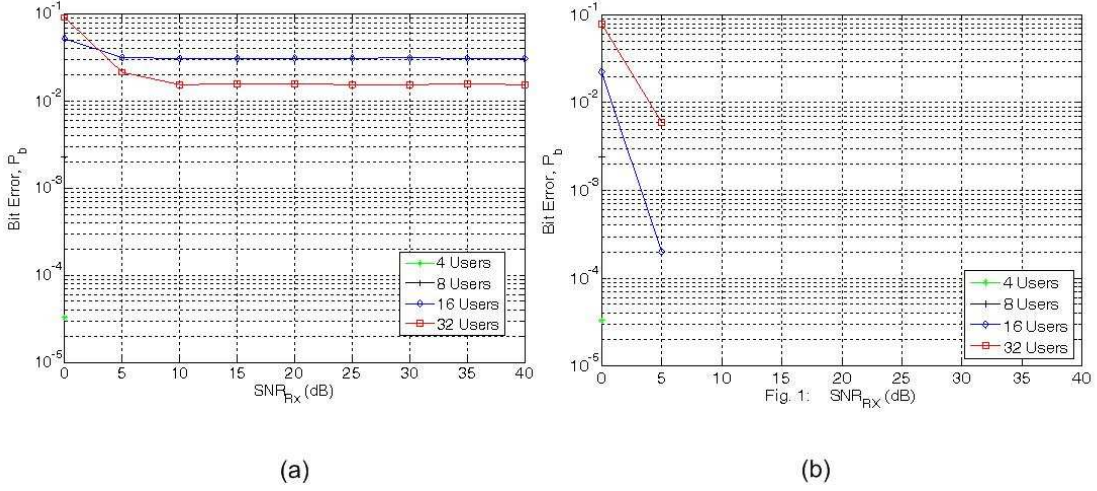 10^-1
10^-2
10^-3
10^-4
10^-5
Bit Error, P_b
0 5 10 15 20 25 30 35 40
SNR_RX (dB)
4 Users
8 Users
16 Users
32 Users
(a)
10^-1
10^-2
10^-3
10^-4
10^-5
Bit Error, P_b
0 5 10 15 20 25 30 35 40
Fig. 1: SNR_RX (dB)
4 Users
8 Users
16 Users
32 Users
(b)